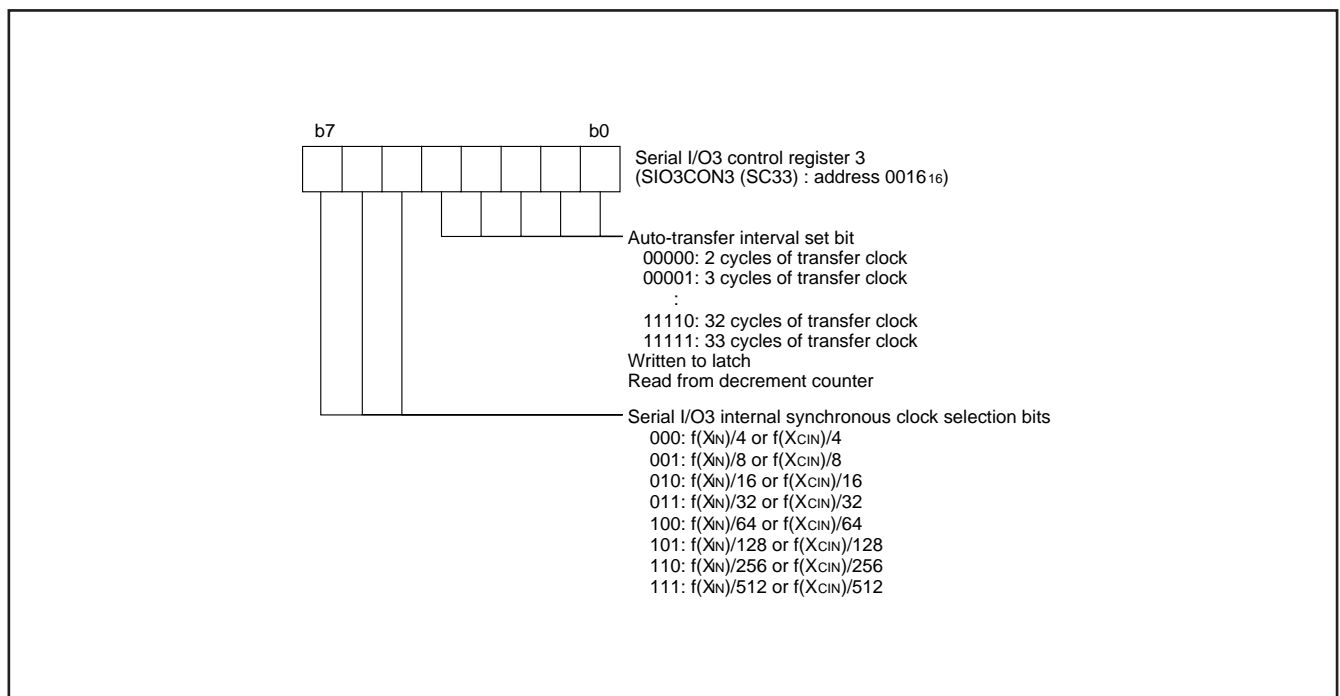 b7 b0
Serial I/O3 control register 3
(SIO3CON3 (SC33) : address 001616)
Auto-transfer interval set bit
00000: 2 cycles of transfer clock
00001: 3 cycles of transfer clock
:
11110: 32 cycles of transfer clock
11111: 33 cycles of transfer clock
Written to latch
Read from decrement counter
Serial I/O3 internal synchronous clock selection bits
000: f(XIN)/4 or f(XCIN)/4
001: f(XIN)/8 or f(XCIN)/8
010: f(XIN)/16 or f(XCIN)/16
011: f(XIN)/32 or f(XCIN)/32
100: f(XIN)/64 or f(XCIN)/64
101: f(XIN)/128 or f(XCIN)/128
110: f(XIN)/256 or f(XCIN)/256
111: f(XIN)/512 or f(XCIN)/512